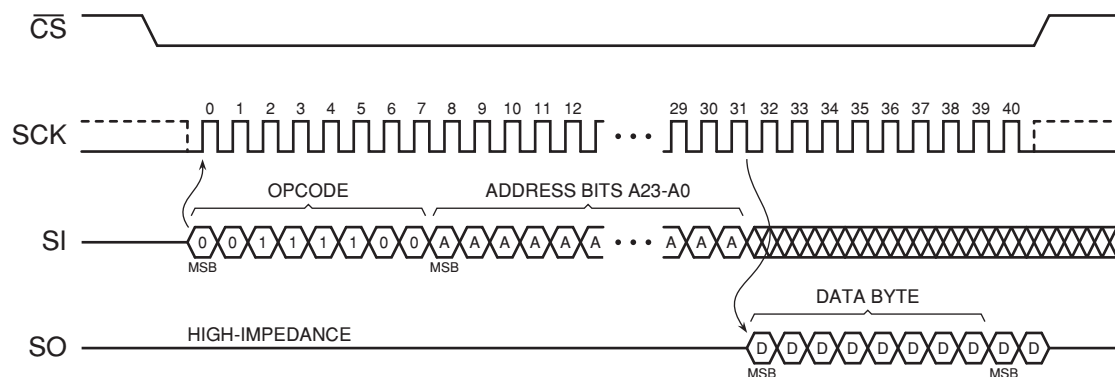 CS
0 1 2 3 4 5 6 7 8 9 10 11 12 29 30 31 32 33 34 35 36 37 38 39 40
SCK
OPCODE ADDRESS BITS A23-A0
SI 0 0 1 1 1 1 0 0 A A A A A A A A A
MSB MSB
DATA BYTE
HIGH-IMPEDANCE
SO D D D D D D D D D D
MSB MSB